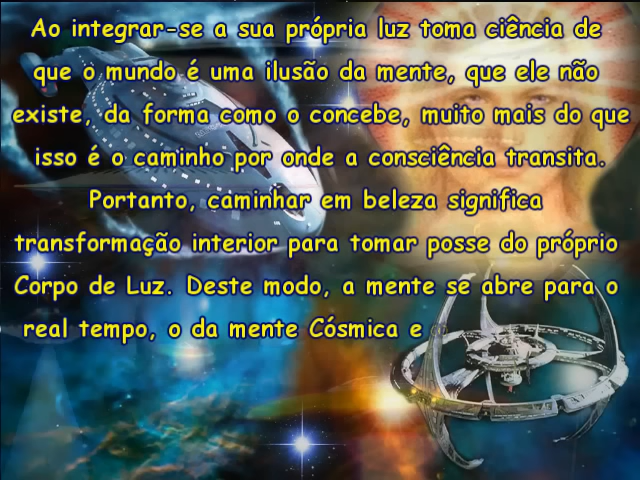 Ao integrar-se a sua própria luz toma ciência de
que o mundo é uma ilusão da mente, que ele não
existe, da forma como o concebe, muito mais do que
isso é o caminho por onde a consciência transita.
Portanto, caminhar em beleza significa
transformação interior para tomar posse do próprio
Corpo de Luz. Deste modo, a mente se abre para o
real tempo, o da mente Cósmica e